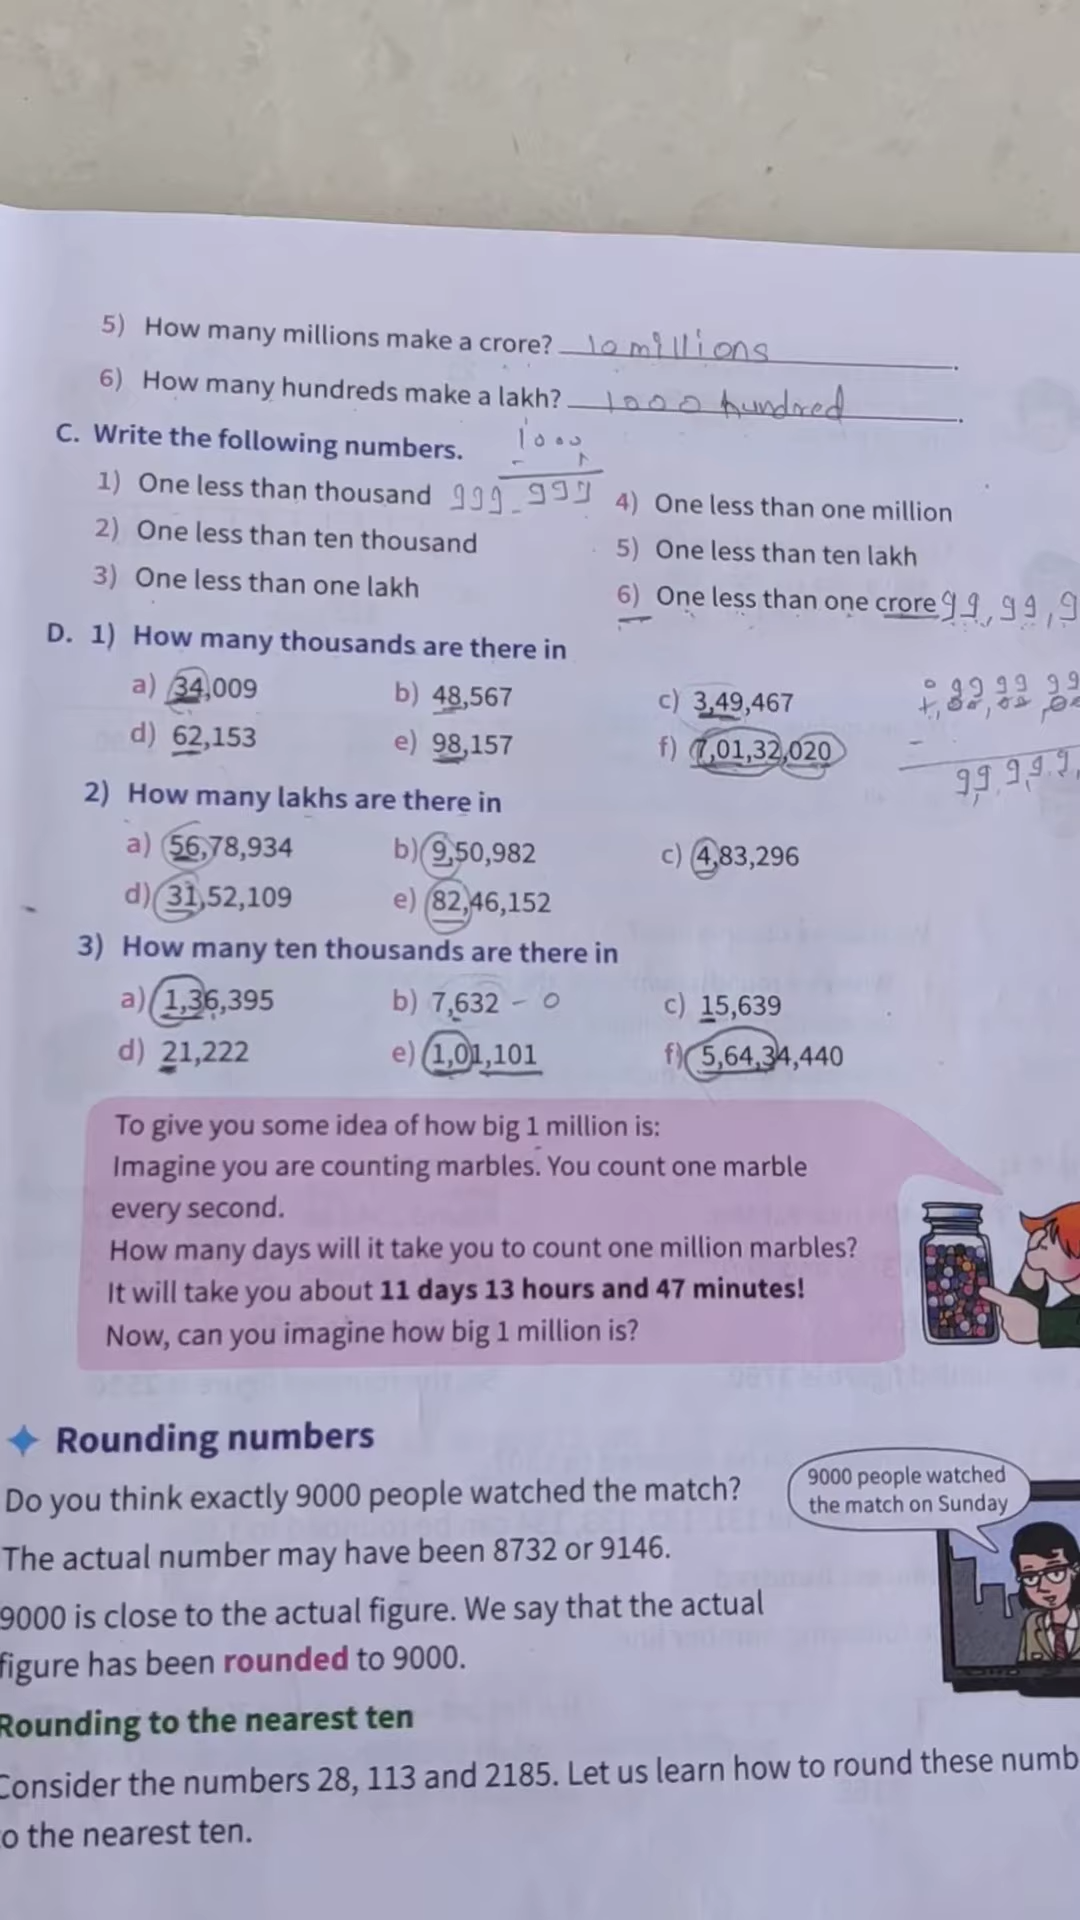 5) How many millions make a crore? 10 millions.
6) How many hundreds make a lakh? 1000 hundred.
C. Write the following numbers.
1000
- 1
1) One less than thousand 999 999
4) One less than one million
2) One less than ten thousand
5) One less than ten lakh
3) One less than one lakh
6) One less than one crore 99,99,9
D. 1) How many thousands are there in
a) 34,009 b) 48,567 c) 3,49,467
d) 62,153 e) 98,157 f) 7,01,32,020
0 99 99 99
-
99,99,9
2) How many lakhs are there in
a) 56,78,934 b) 9,50,982 c) 4,83,296
d) 31,52,109 e) 82,46,152
3) How many ten thousands are there in
a) 1,36,395 b) 7,632 - 0 c) 15,639
d) 21,222 e) 1,01,101 f) 5,64,34,440
To give you some idea of how big 1 million is:
Imagine you are counting marbles. You count one marble
every second.
How many days will it take you to count one million marbles?
It will take you about 11 days 13 hours and 47 minutes!
Now, can you imagine how big 1 million is?
Rounding numbers
Do you think exactly 9000 people watched the match?
9000 people watched
the match on Sunday
The actual number may have been 8732 or 9146.
9000 is close to the actual figure. We say that the actual
figure has been rounded to 9000.
Rounding to the nearest ten
Consider the numbers 28, 113 and 2185. Let us learn how to round these numb
o the nearest ten.